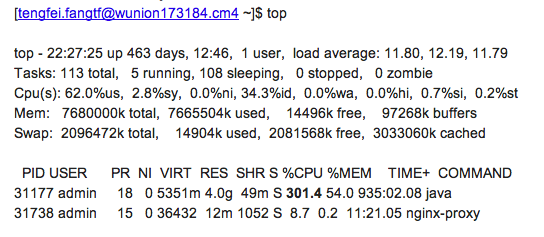 [tengfei.fangtf@wunion173184.cm4 ~]$ top
top - 22:27:25 up 463 days, 12:46, 1 user, load average: 11.80, 12.19, 11.79
Tasks: 113 total, 5 running, 108 sleeping, 0 stopped, 0 zombie
Cpu(s): 62.0%us, 2.8%sy, 0.0%ni, 34.3%id, 0.0%wa, 0.0%hi, 0.7%si, 0.2%st
Mem: 7680000k total, 7665504k used, 14496k free, 97268k buffers
Swap: 2096472k total, 14904k used, 2081568k free, 3033060k cached
PID USER PR NI VIRT RES SHR S %CPU %MEM TIME+ COMMAND
31177 admin 18 0 5351m 4.0g 49m S 301.4 54.0 935:02.08 java
31738 admin 15 0 36432 12m 1052 S 8.7 0.2 11:21.05 nginx-proxy